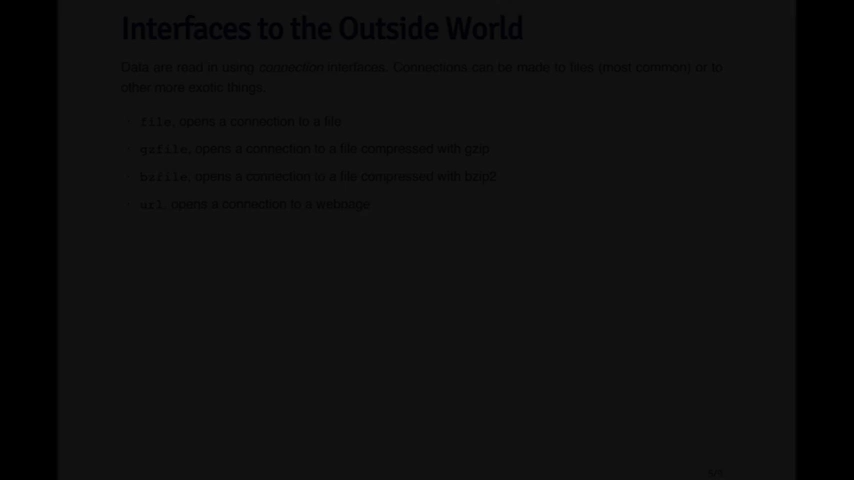 Interfaces to the Outside World
Data are read in using connection interfaces. Connections can be made to files (most common) or to
other more exotic things.
· file, opens a connection to a file
· gzfile, opens a connection to a file compressed with gzip
· bzfile, opens a connection to a file compressed with bzip2
· url, opens a connection to a webpage